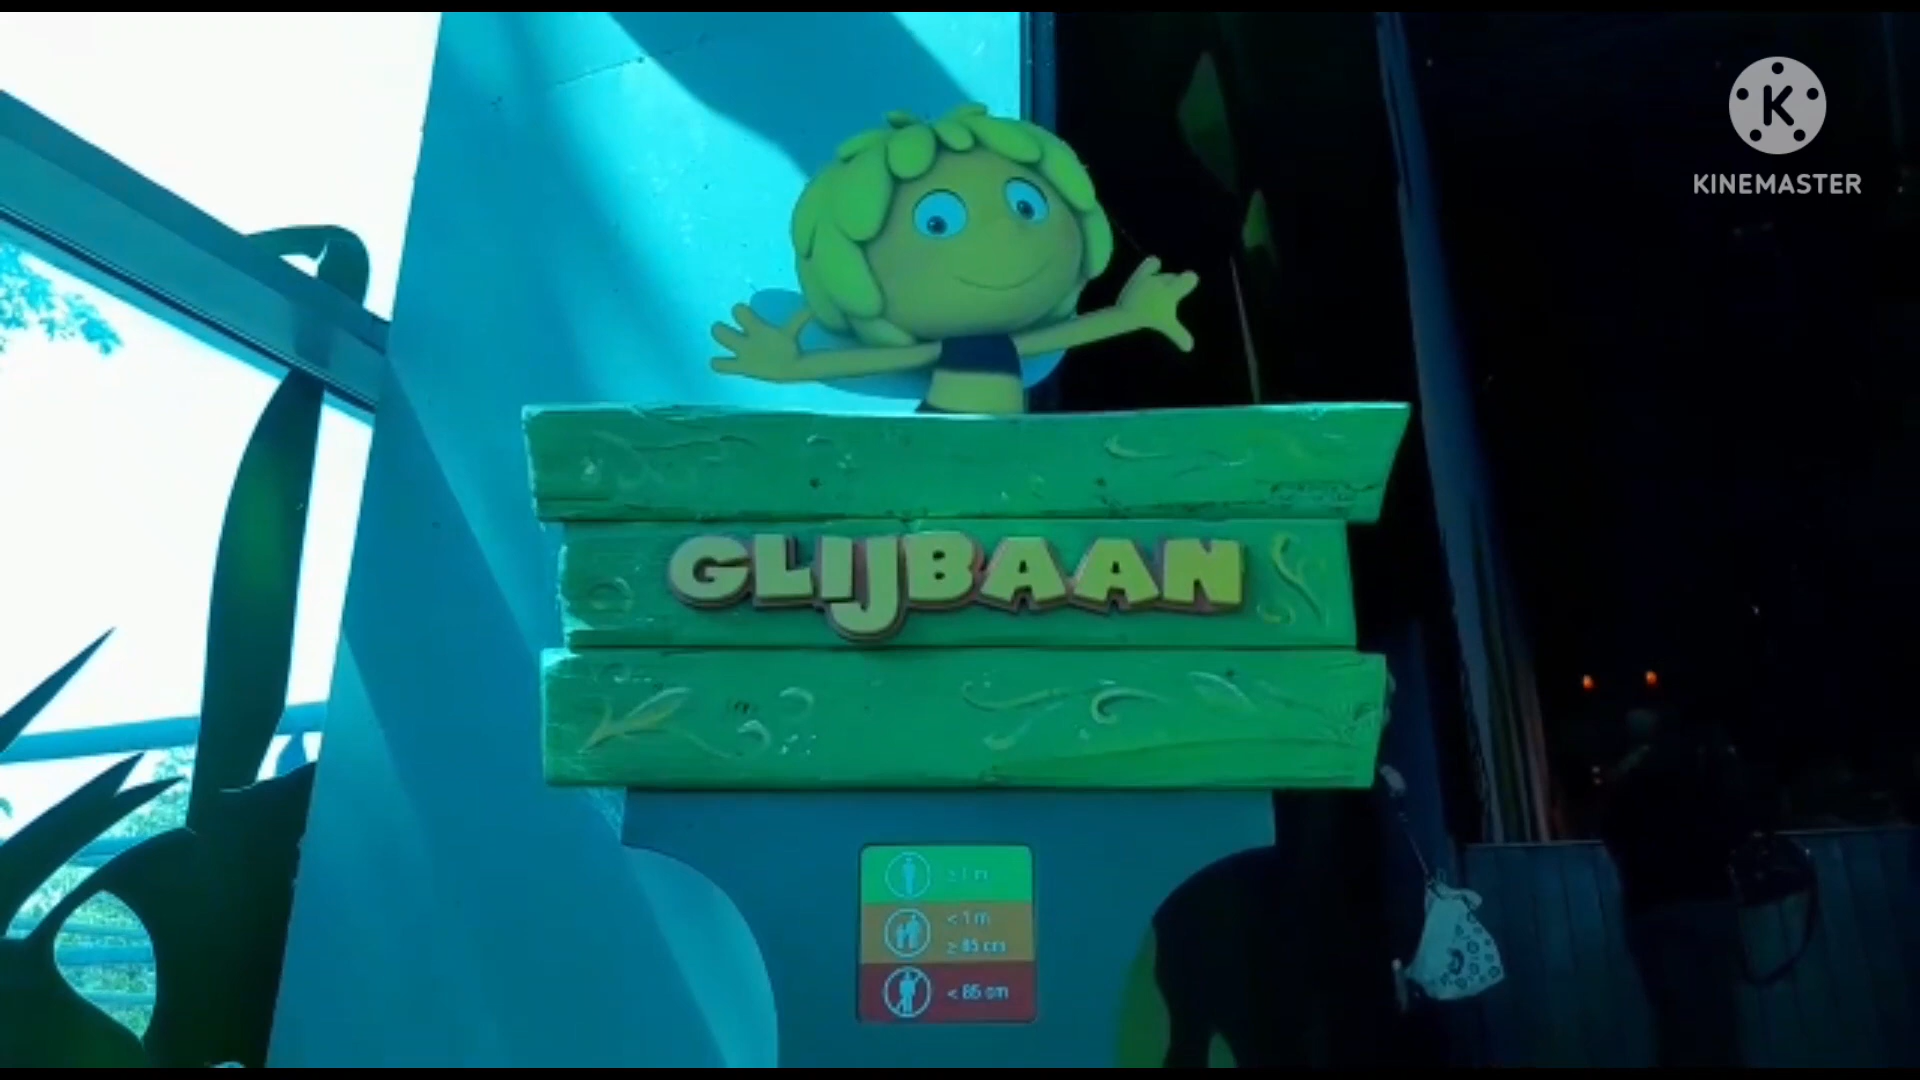 KINEMASTER
GLIJBAAN
≥ 1 m
< 1 m
≥ 85 cm
< 85 cm